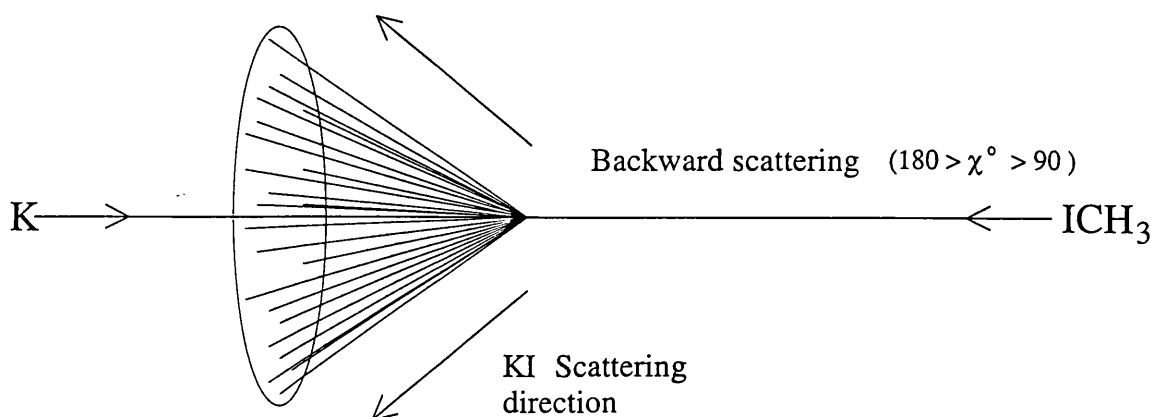 Backward scattering (180 > χ° > 90)
K
ICH₃
KI Scattering
direction